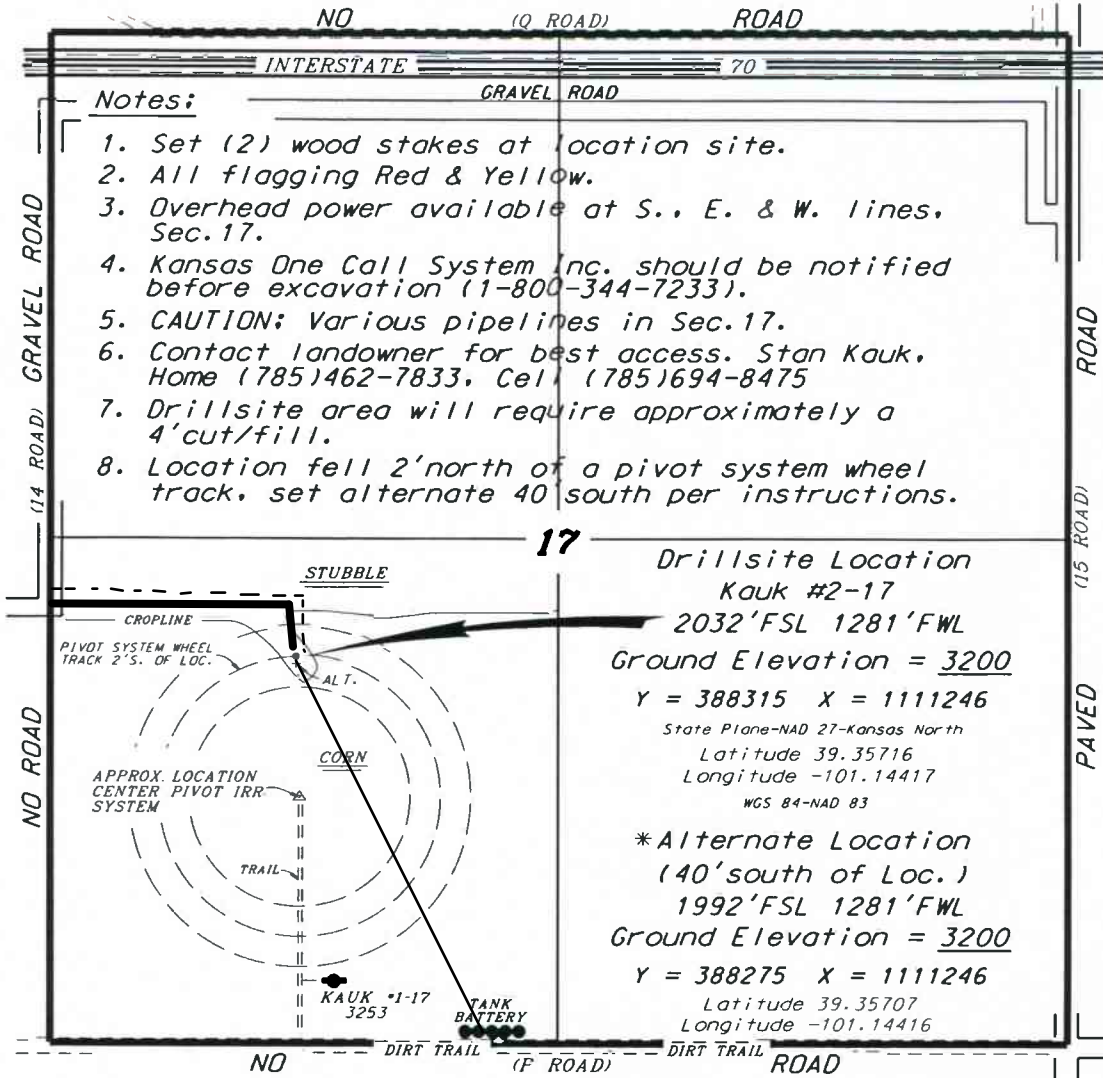 NO (Q ROAD) ROAD
INTERSTATE 70
GRAVEL ROAD
Notes:
1. Set (2) wood stakes at location site.
2. All flagging Red & Yellow.
3. Overhead power available at S., E. & W. lines,
Sec.17.
4. Kansas One Call System Inc. should be notified
before excavation (1-800-344-7233).
5. CAUTION: Various pipelines in Sec.17.
6. Contact landowner for best access. Stan Kauk,
Home (785)462-7833, Cell (785)694-8475
7. Drillsite area will require approximately a
4'cut/fill.
8. Location fell 2'north of a pivot system wheel
track, set alternate 40'south per instructions.
(14 ROAD) GRAVEL ROAD
NO ROAD
ROAD
(15 ROAD)
PAVED
17
STUBBLE
CROPLINE
PIVOT SYSTEM WHEEL
TRACK 2'S. OF LOC.
ALT.
CORN
APPROX. LOCATION
CENTER PIVOT IRR
SYSTEM
TRAIL
KAUK #1-17
3253
TANK
BATTERY
Drillsite Location
Kauk #2-17
2032'FSL 1281'FWL
Ground Elevation = 3200
Y = 388315 X = 1111246
State Plane-NAD 27-Kansas North
Latitude 39.35716
Longitude -101.14417
WGS 84-NAD 83
*Alternate Location
(40'south of Loc.)
1992'FSL 1281'FWL
Ground Elevation = 3200
Y = 388275 X = 1111246
Latitude 39.35707
Longitude -101.14416
DIRT TRAIL DIRT TRAIL
NO (P ROAD) ROAD